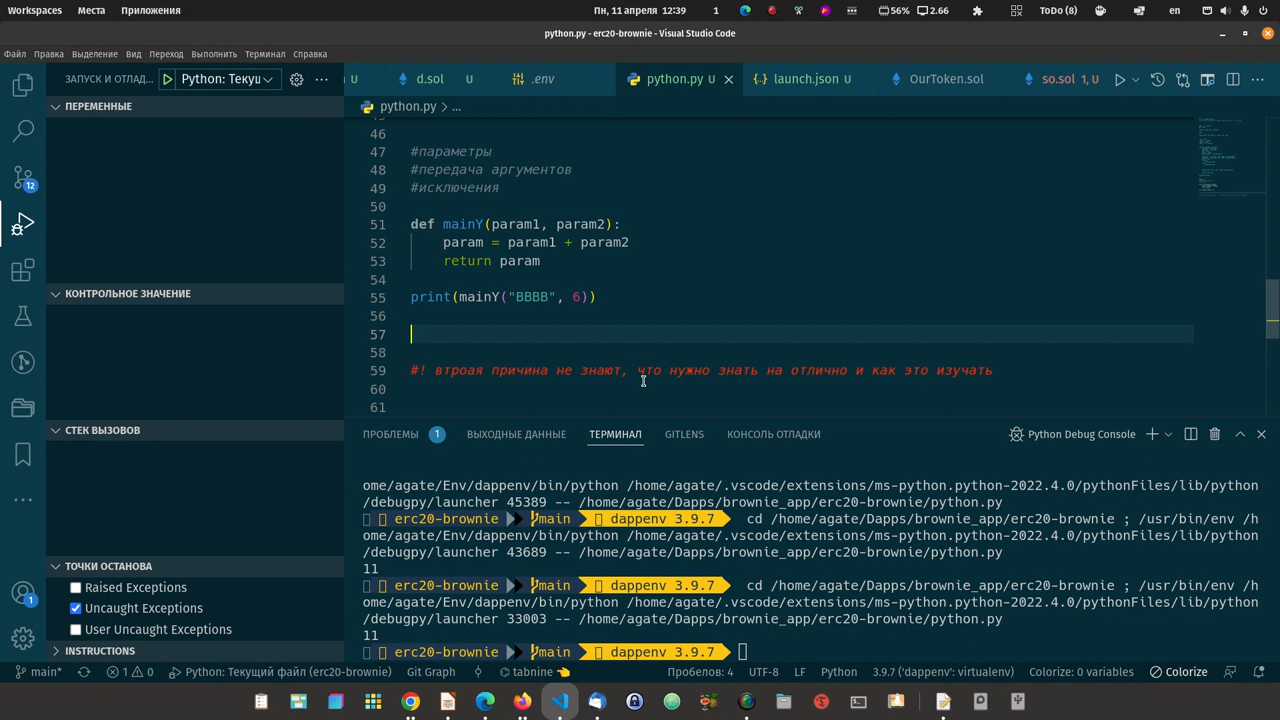 Workspaces Места Приложения Пн, 11 апреля 12:39 1 56% 2.66 ToDo (8) en
python.py - erc20-brownie - Visual Studio Code
Файл Правка Выделение Вид Переход Выполнить Терминал Справка
ЗАПУСК И ОТЛАД... Python: Текущ U d.sol U .env python.py U launch.json U OurToken.sol so.sol 1, U
ПЕРЕМЕННЫЕ python.py > ...
46
47 #параметры
48 #передача аргументов
49 #исключения
50
51 def mainY(param1, param2):
52 param = param1 + param2
53 return param
54
55 print(mainY("BBBB", 6))
56
57
58
59 #! втроая причина не знают, что нужно знать на отлично и как это изучать
60
61
12
КОНТРОЛЬНОЕ ЗНАЧЕНИЕ
СТЕК ВЫЗОВОВ
ТОЧКИ ОСТАНОВА
Raised Exceptions
Uncaught Exceptions
User Uncaught Exceptions
INSTRUCTIONS
1
ПРОБЛЕМЫ 1 ВЫХОДНЫЕ ДАННЫЕ ТЕРМИНАЛ GITLENS КОНСОЛЬ ОТЛАДКИ Python Debug Console
ome/agate/Env/dappenv/bin/python /home/agate/.vscode/extensions/ms-python.python-2022.4.0/pythonFiles/lib/python
/debugpy/launcher 45389 -- /home/agate/Dapps/brownie_app/erc20-brownie/python.py
erc20-brownie main dappenv 3.9.7 cd /home/agate/Dapps/brownie_app/erc20-brownie ; /usr/bin/env /h
ome/agate/Env/dappenv/bin/python /home/agate/.vscode/extensions/ms-python.python-2022.4.0/pythonFiles/lib/python
/debugpy/launcher 43689 -- /home/agate/Dapps/brownie_app/erc20-brownie/python.py
11
erc20-brownie main dappenv 3.9.7 cd /home/agate/Dapps/brownie_app/erc20-brownie ; /usr/bin/env /h
ome/agate/Env/dappenv/bin/python /home/agate/.vscode/extensions/ms-python.python-2022.4.0/pythonFiles/lib/python
/debugpy/launcher 33003 -- /home/agate/Dapps/brownie_app/erc20-brownie/python.py
11
erc20-brownie main dappenv 3.9.7
main* 1 0 Python: Текущий файл (erc20-brownie) Git Graph tabnine Пробелов: 4 UTF-8 LF Python 3.9.7 ('dappenv': virtualenv) Colorize: 0 variables Colorize